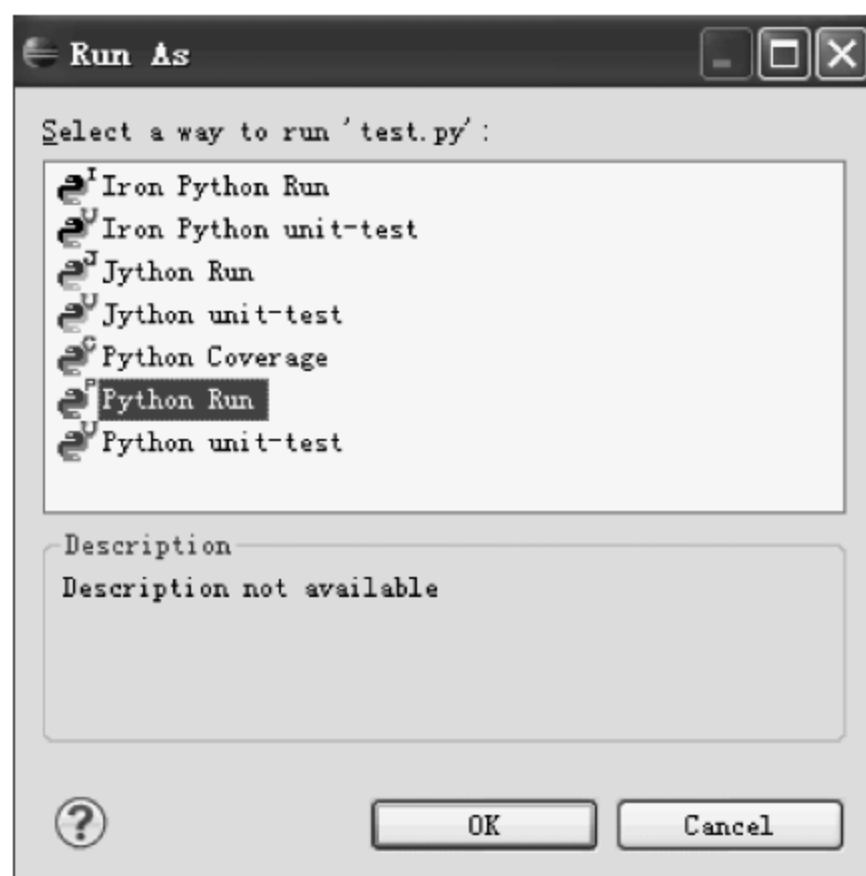 Run As
Select a way to run 'test.py':
I Iron Python Run
U Iron Python unit-test
J Jython Run
U Jython unit-test
C Python Coverage
P Python Run
U Python unit-test
Description
Description not available
?
OK
Cancel